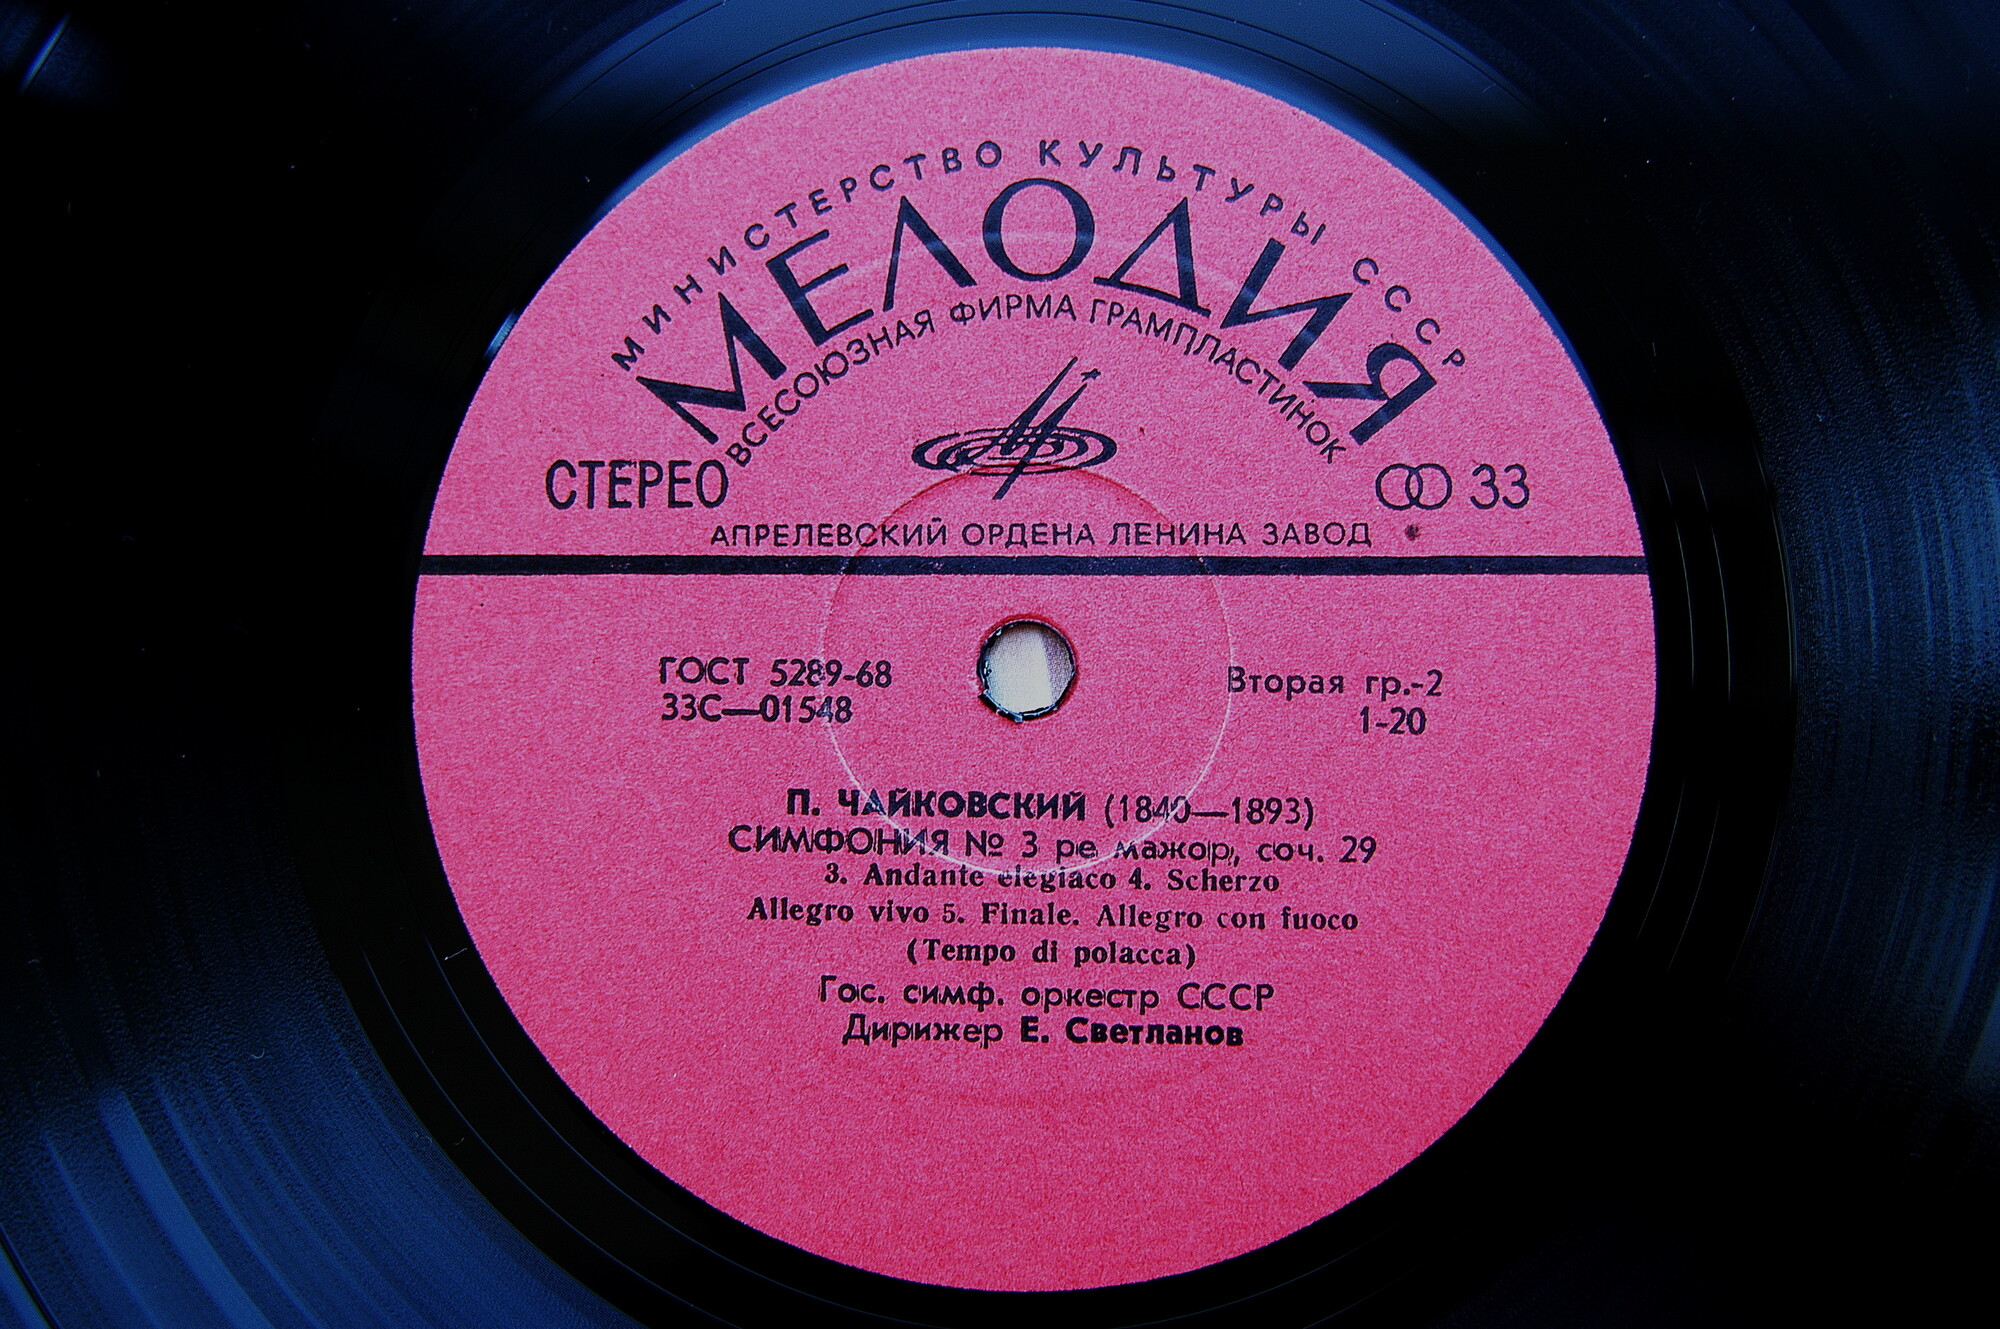 МИНИСТЕРСТВО КУЛЬТУРЫ СССР
МЕЛОДИЯ
ВСЕСОЮЗНАЯ ФИРМА ГРАМПЛАСТИНОК
СТЕРЕО
33
АПРЕЛЕВСКИЙ ОРДЕНА ЛЕНИНА ЗАВОД
ГОСТ 5289-68
33С—01548
Вторая гр.-2
1-20
П. ЧАЙКОВСКИЙ (1840—1893)
СИМФОНИЯ № 3 ре мажор, соч. 29
3. Andante elegiaco 4. Scherzo
Allegro vivo 5. Finale. Allegro con fuoco
(Tempo di polacca)
Гос. симф. оркестр СССР
Дирижер Е. Светланов